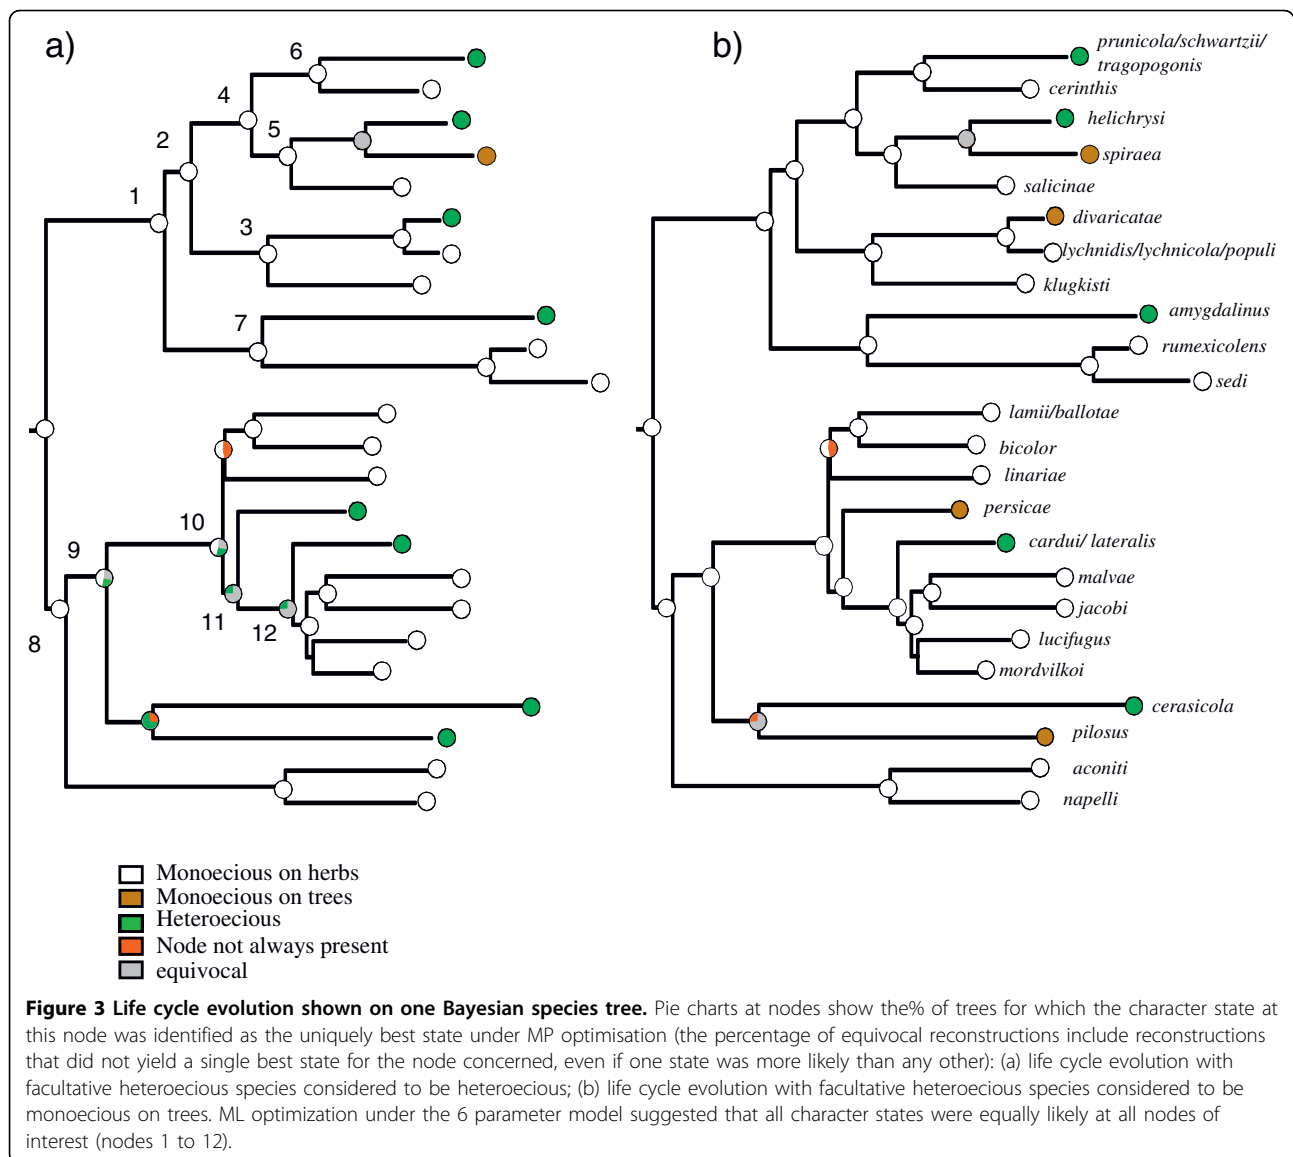 a)
6
4
5
2
1
3
7
10
9
11
12
8
b)
prunicola/schwartzii/
tragopogonis
cerinthis
helichrysi
spiraea
salicinae
divaricatae
lychnidis/lychnicola/populi
klugkisti
amygdalinus
rumexicolens
sedi
lamii/ballotae
bicolor
linariae
persicae
cardui/ lateralis
malvae
jacobi
lucifugus
mordvilkoi
cerasicola
pilosus
aconiti
napelli
Monoecious on herbs
Monoecious on trees
Heteroecious
Node not always present
equivocal
Figure 3 Life cycle evolution shown on one Bayesian species tree. Pie charts at nodes show the% of trees for which the character state at
this node was identified as the uniquely best state under MP optimisation (the percentage of equivocal reconstructions include reconstructions
that did not yield a single best state for the node concerned, even if one state was more likely than any other): (a) life cycle evolution with
facultative heteroecious species considered to be heteroecious; (b) life cycle evolution with facultative heteroecious species considered to be
monoecious on trees. ML optimization under the 6 parameter model suggested that all character states were equally likely at all nodes of
interest (nodes 1 to 12).